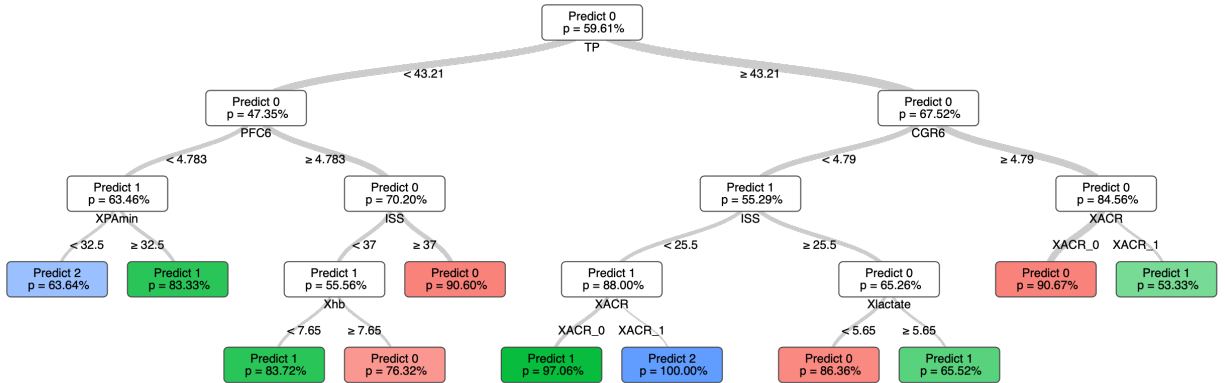 Predict 0
p = 59.61%
TP
< 43.21
≥ 43.21
Predict 0
p = 47.35%
PFC6
Predict 0
p = 67.52%
CGR6
< 4.783
≥ 4.783
< 4.79
≥ 4.79
Predict 1
p = 63.46%
XPAmin
Predict 0
p = 70.20%
ISS
Predict 1
p = 55.29%
ISS
Predict 0
p = 84.56%
XACR
< 32.5
≥ 32.5
< 37
≥ 37
< 25.5
≥ 25.5
XACR_0
XACR_1
Predict 2
p = 63.64%
Predict 1
p = 83.33%
Predict 1
p = 55.56%
Xhb
Predict 0
p = 90.60%
Predict 1
p = 88.00%
XACR
Predict 0
p = 65.26%
Xlactate
Predict 0
p = 90.67%
Predict 1
p = 53.33%
< 7.65
≥ 7.65
XACR_0
XACR_1
< 5.65
≥ 5.65
Predict 1
p = 83.72%
Predict 0
p = 76.32%
Predict 1
p = 97.06%
Predict 2
p = 100.00%
Predict 0
p = 86.36%
Predict 1
p = 65.52%